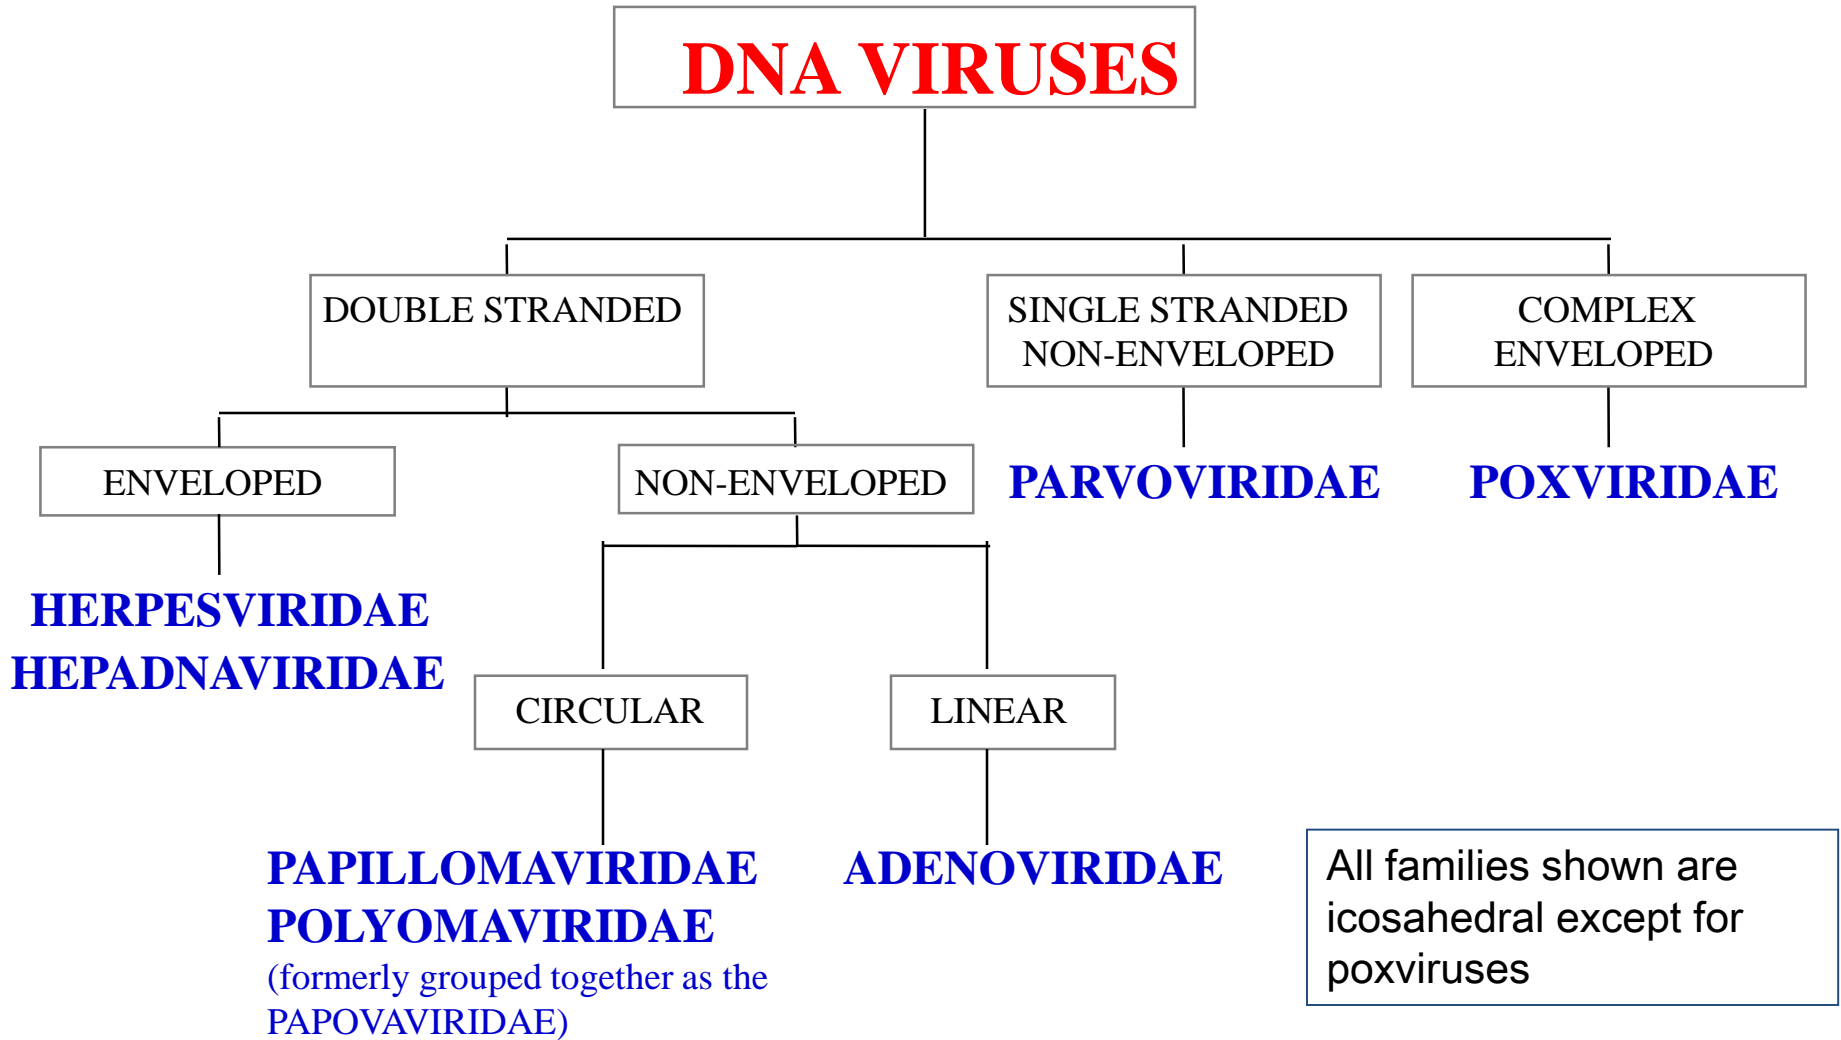 DNA VIRUSES
DOUBLE STRANDED
SINGLE STRANDED
NON-ENVELOPED
COMPLEX
ENVELOPED
ENVELOPED
NON-ENVELOPED
PARVOVIRIDAE
POXVIRIDAE
HERPESVIRIDAE
HEPADNAVIRIDAE
CIRCULAR
LINEAR
PAPILLOMAVIRIDAE
POLYOMAVIRIDAE
(formerly grouped together as the
PAPOVAVIRIDAE)
ADENOVIRIDAE
All families shown are
icosahedral except for
poxviruses